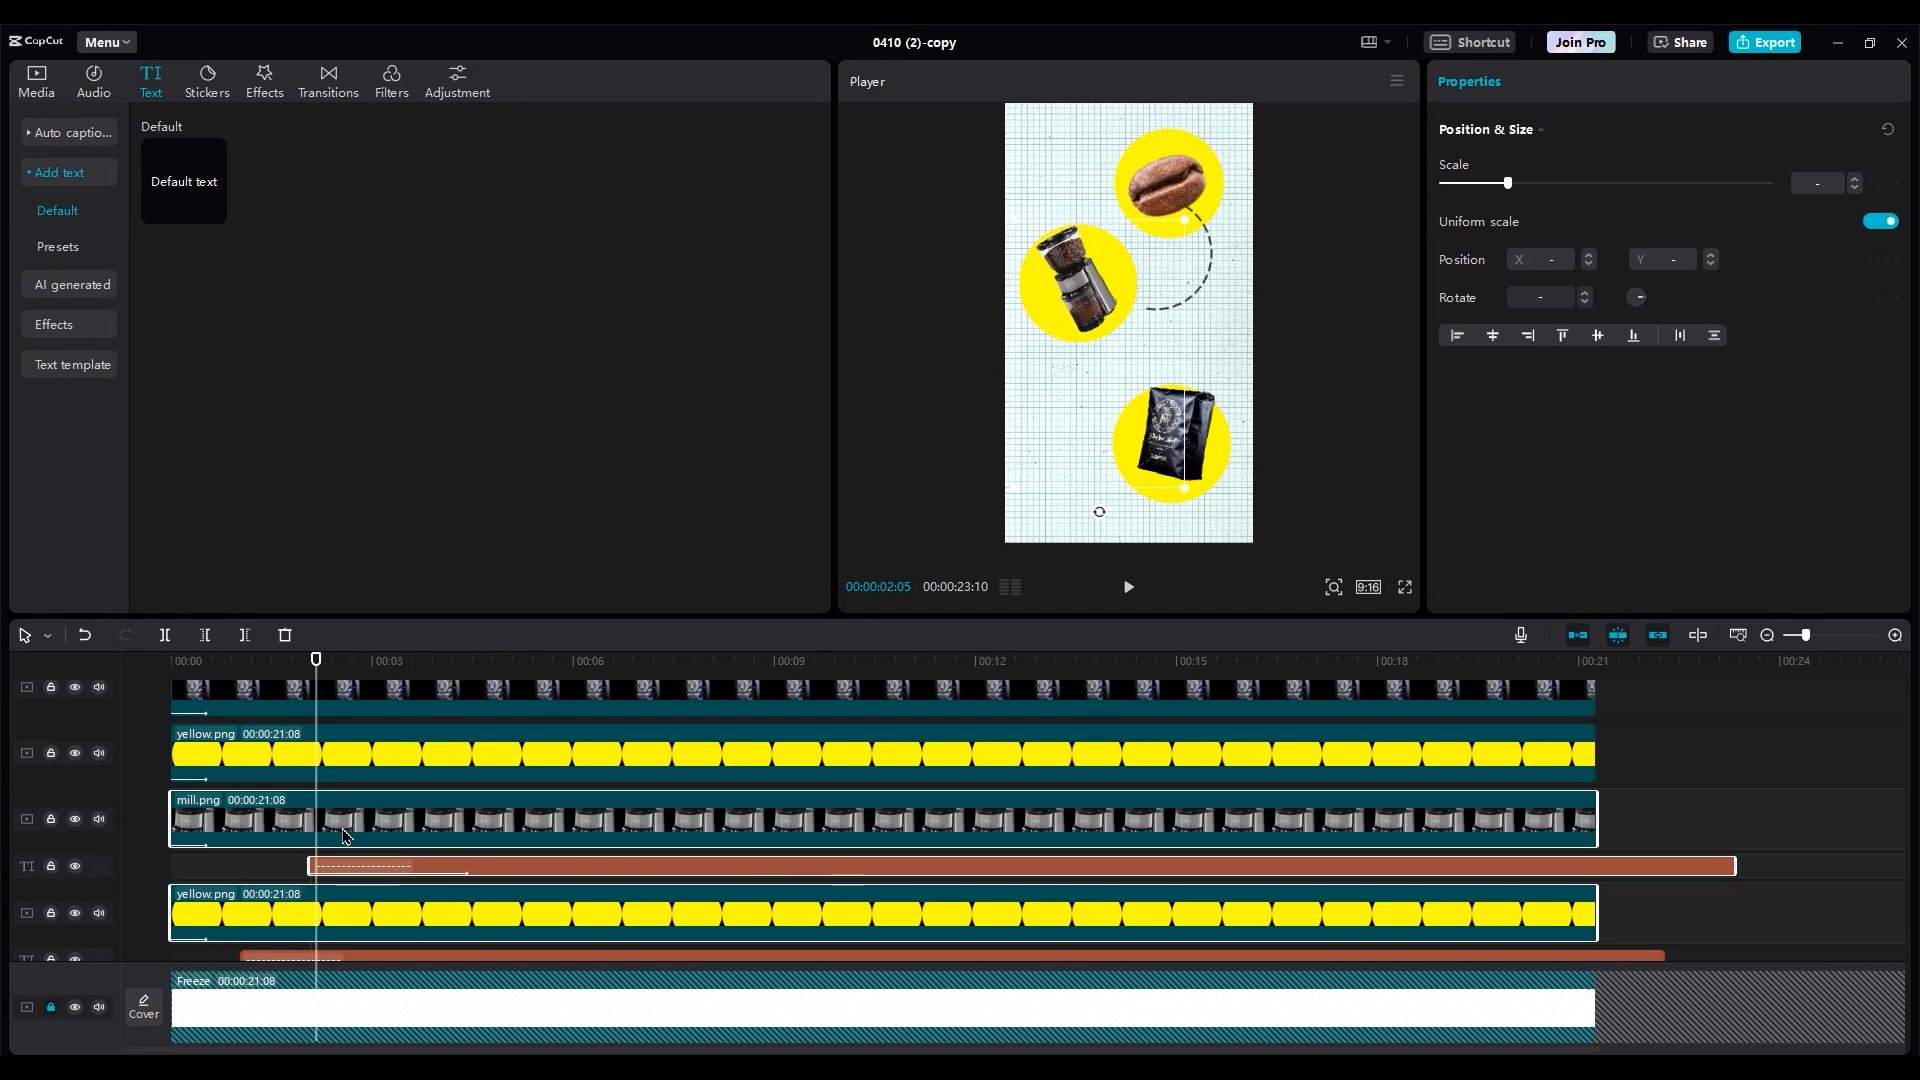 CapCut
Menu
0410 (2)-copy
Shortcut
Join Pro
Share
Export
Media
Audio
TI
Text
Stickers
Effects
Transitions
Filters
Adjustment
Player
Properties
Auto captio...
Add text
Default
Presets
AI generated
Effects
Text template
Default
Default text
Position & Size
Scale
-
Uniform scale
Position
X
-
Y
-
Rotate
-
00:00:02:05
00:00:23:10
9:16
00:00
00:03
00:06
00:09
00:12
00:15
00:18
00:21
00:24
yellow.png 00:00:21:08
mill.png 00:00:21:08
TI
--------------------
yellow.png 00:00:21:08
TI
--------------------
Freeze 00:00:21:08
Cover